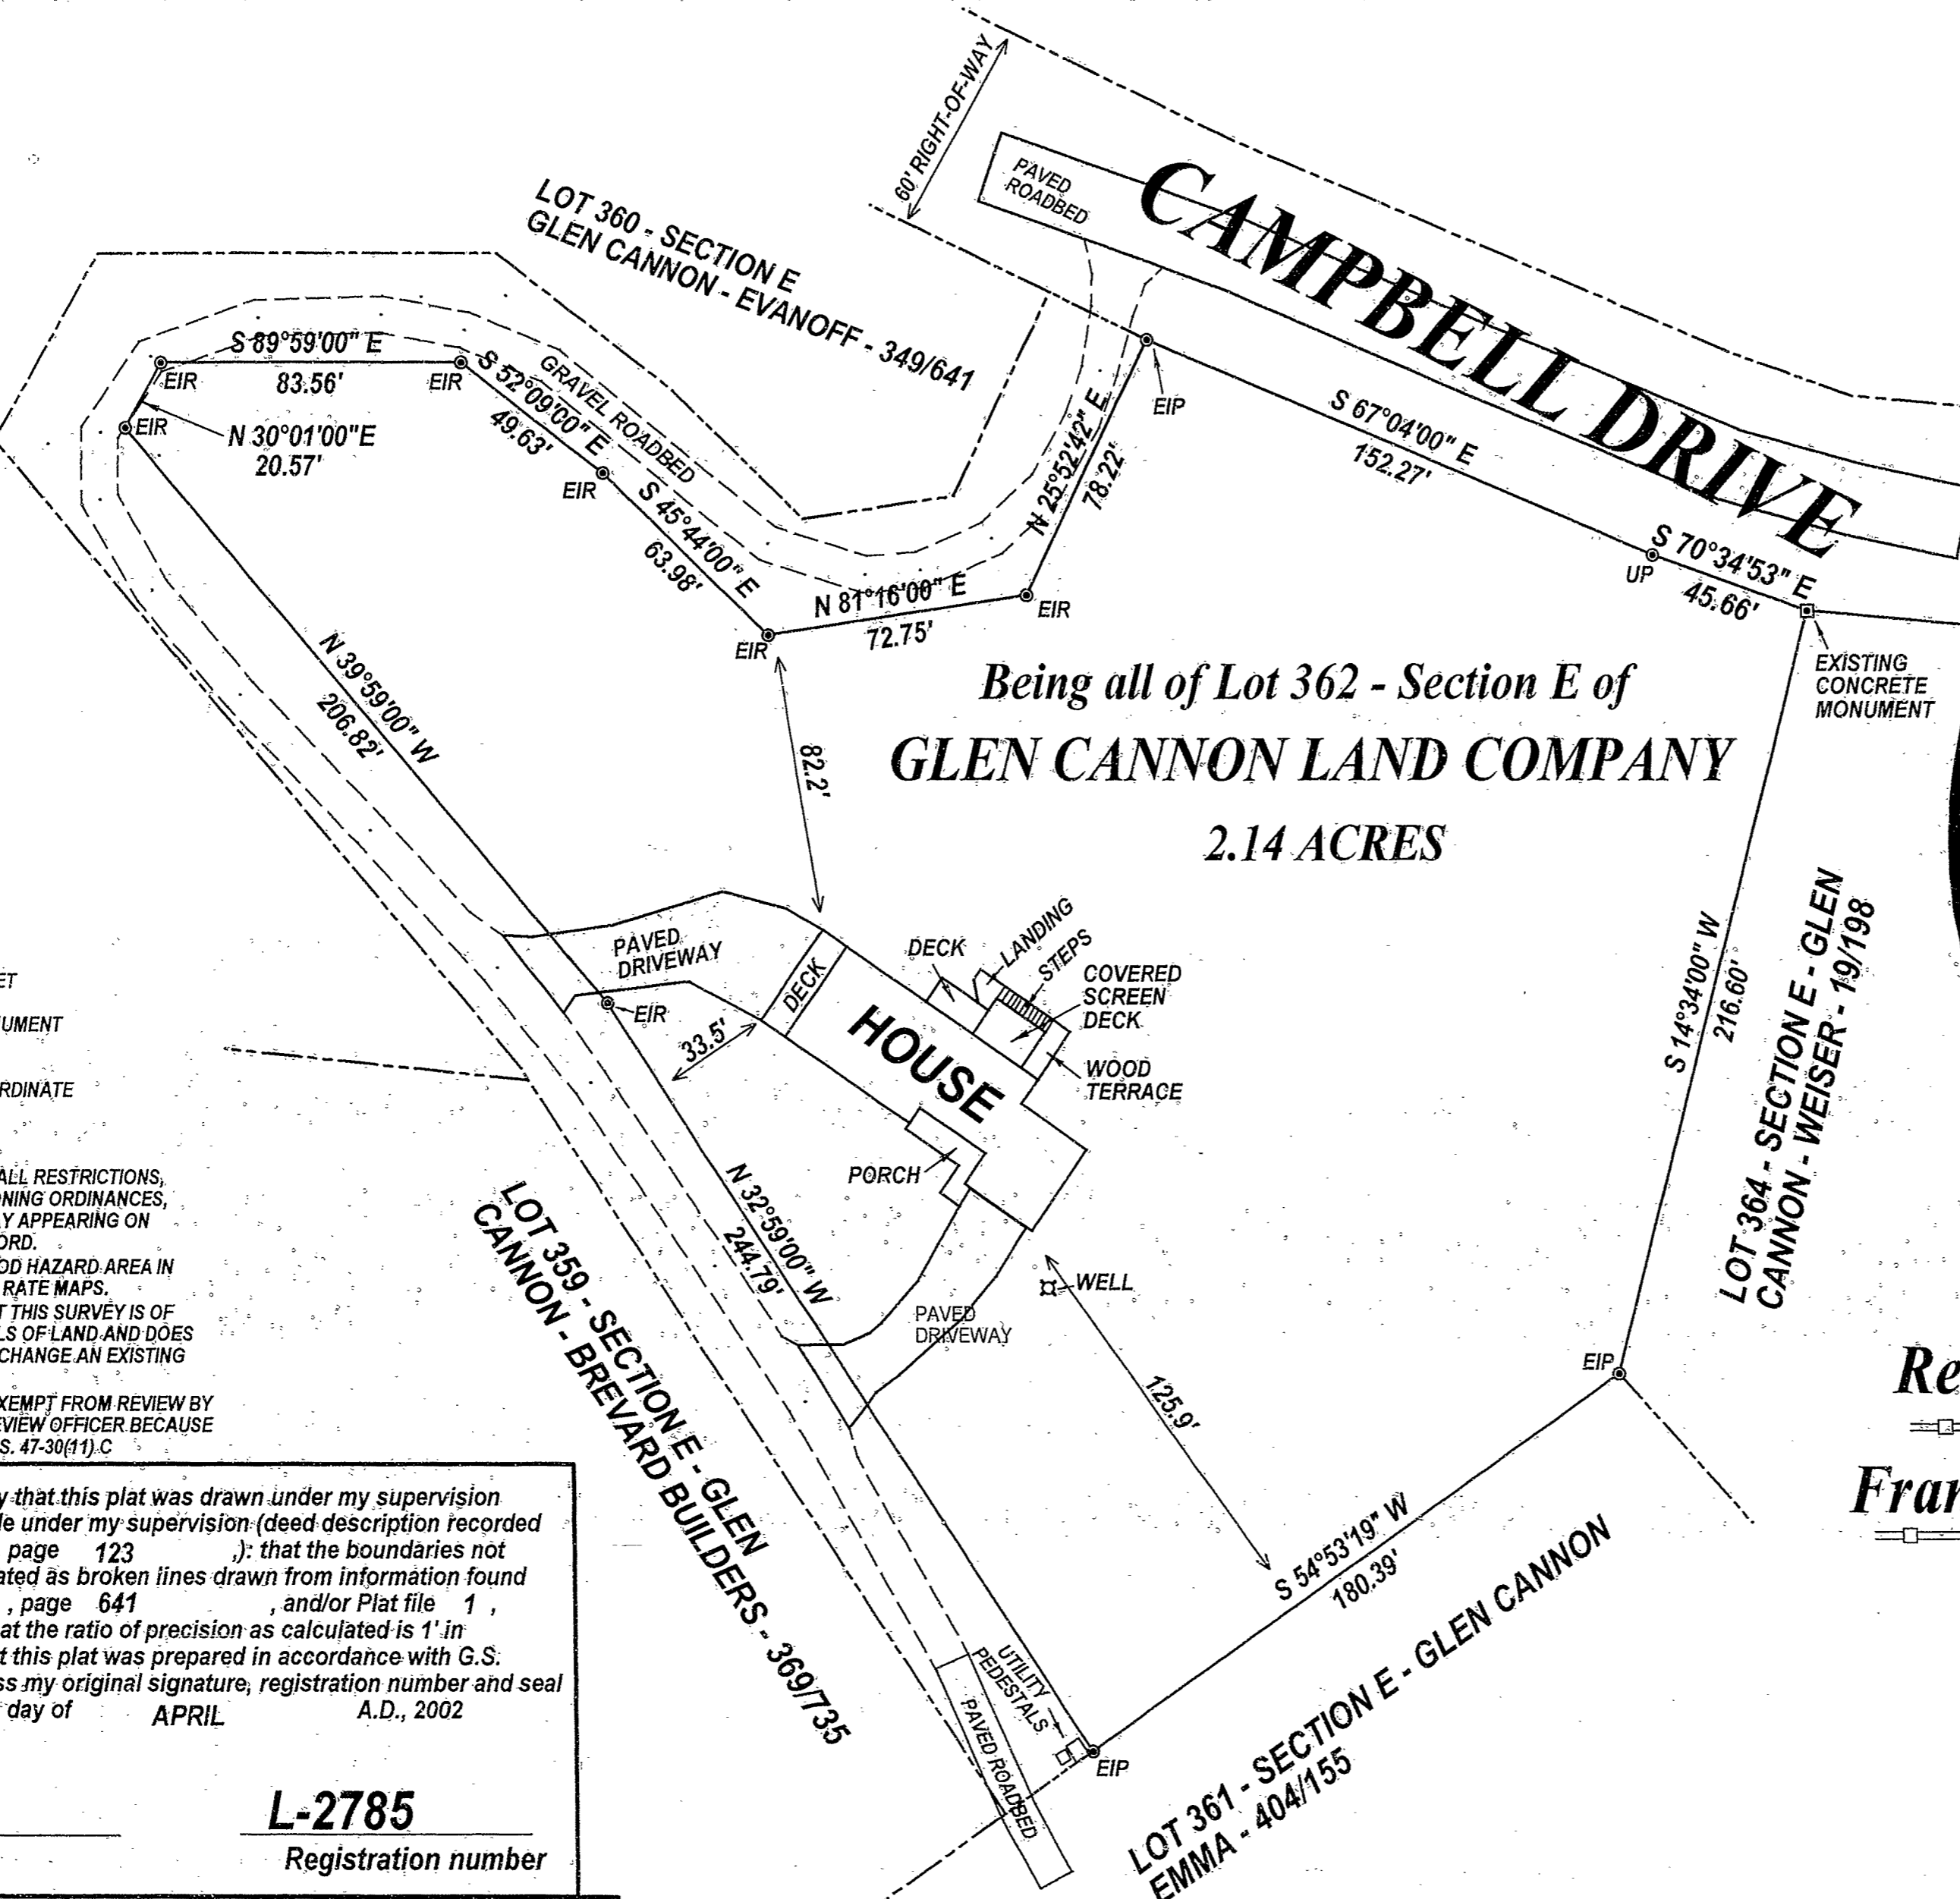 60' RIGHT-OF-WAY
PAVED
ROADBED
CAMPBELL DRIVE
LOT 360 - SECTION E
GLEN CANNON - EVANOFF - 349/641
S 89°59'00" E
83.56'
EIR
EIR
EIR
N 30°01'00"E
20.57'
S 52°09'00" E
49.63'
GRAVEL ROADBED
EIR
S 45°44'00" E
63.98'
EIR
N 81°16'00" E
72.75'
EIR
N 25°52'42" E
78.22'
EIP
S 67°04'00" E
152.27'
UP
S 70°34'53" E
45.66'
EXISTING
CONCRETE
MONUMENT
Being all of Lot 362 - Section E of
GLEN CANNON LAND COMPANY
2.14 ACRES
N 39°59'00" W
206.82'
82.2'
S 14°34'00" W
216.60'
LOT 364 - SECTION E - GLEN
CANNON - WEISER - 19/198
PAVED
DRIVEWAY
DECK
EIR
33.5'
HOUSE
DECK
LANDING
STEPS
COVERED
SCREEN
DECK
WOOD
TERRACE
PORCH
WELL
PAVED
DRIVEWAY
N 32°59'00" W
244.79'
125.9'
EIP
S 54°53'19" W
180.39'
LOT 359 - SECTION E - GLEN
CANNON - BREVARD BUILDERS - 369/735
UTILITY
PEDESTALS
PAVED ROADBED
EIP
LOT 361 - SECTION E - GLEN CANNON
EMMA - 404/155
Re
Fran
ET
UMENT
RDINATE
ALL RESTRICTIONS,
NING ORDINANCES,
Y APPEARING ON
ORD.
OD HAZARD AREA IN
RATE MAPS.
T THIS SURVEY IS OF
LS OF LAND AND DOES
CHANGE AN EXISTING
XEMPT FROM REVIEW BY
VIEW OFFICER BECAUSE
S. 47-30(11) C
y that this plat was drawn under my supervision
le under my supervision (deed description recorded
page 123 ,): that the boundaries not
ated as broken lines drawn from information found
, page 641 , and/or Plat file 1 ,
at the ratio of precision as calculated is 1' in
t this plat was prepared in accordance with G.S.
ss my original signature, registration number and seal
day of APRIL A.D., 2002
L-2785
Registration number